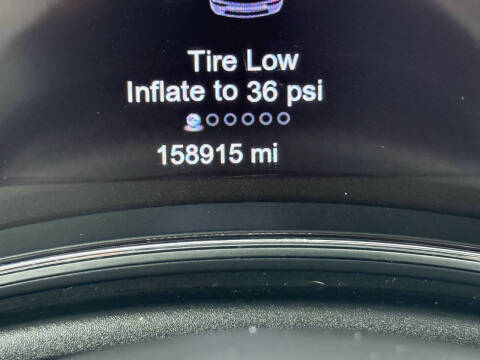 Tire Low
Inflate to 36 psi
158915 mi